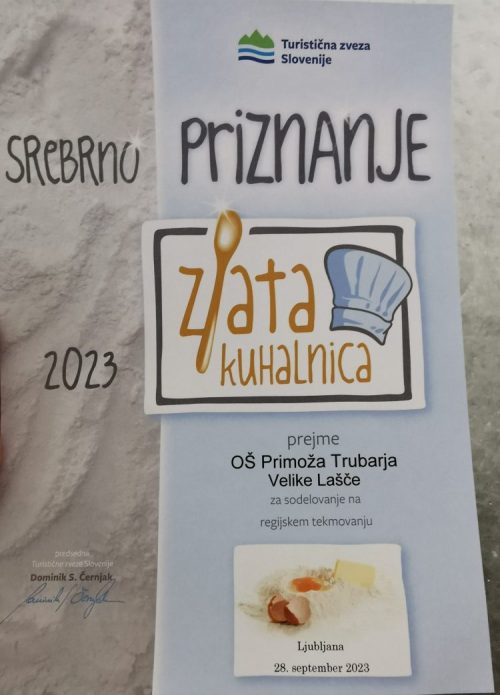 Turistična zveza
Slovenije
SREBRNO PRIZNANJE
zlata
kuhalnica
2023
prejme
OŠ Primoža Trubarja
Velike Lašče
za sodelovanje na
regijskem tekmovanju
predsednik
Turistične zveze Slovenije
Dominik S. Černjak
Ljubljana
28. september 2023